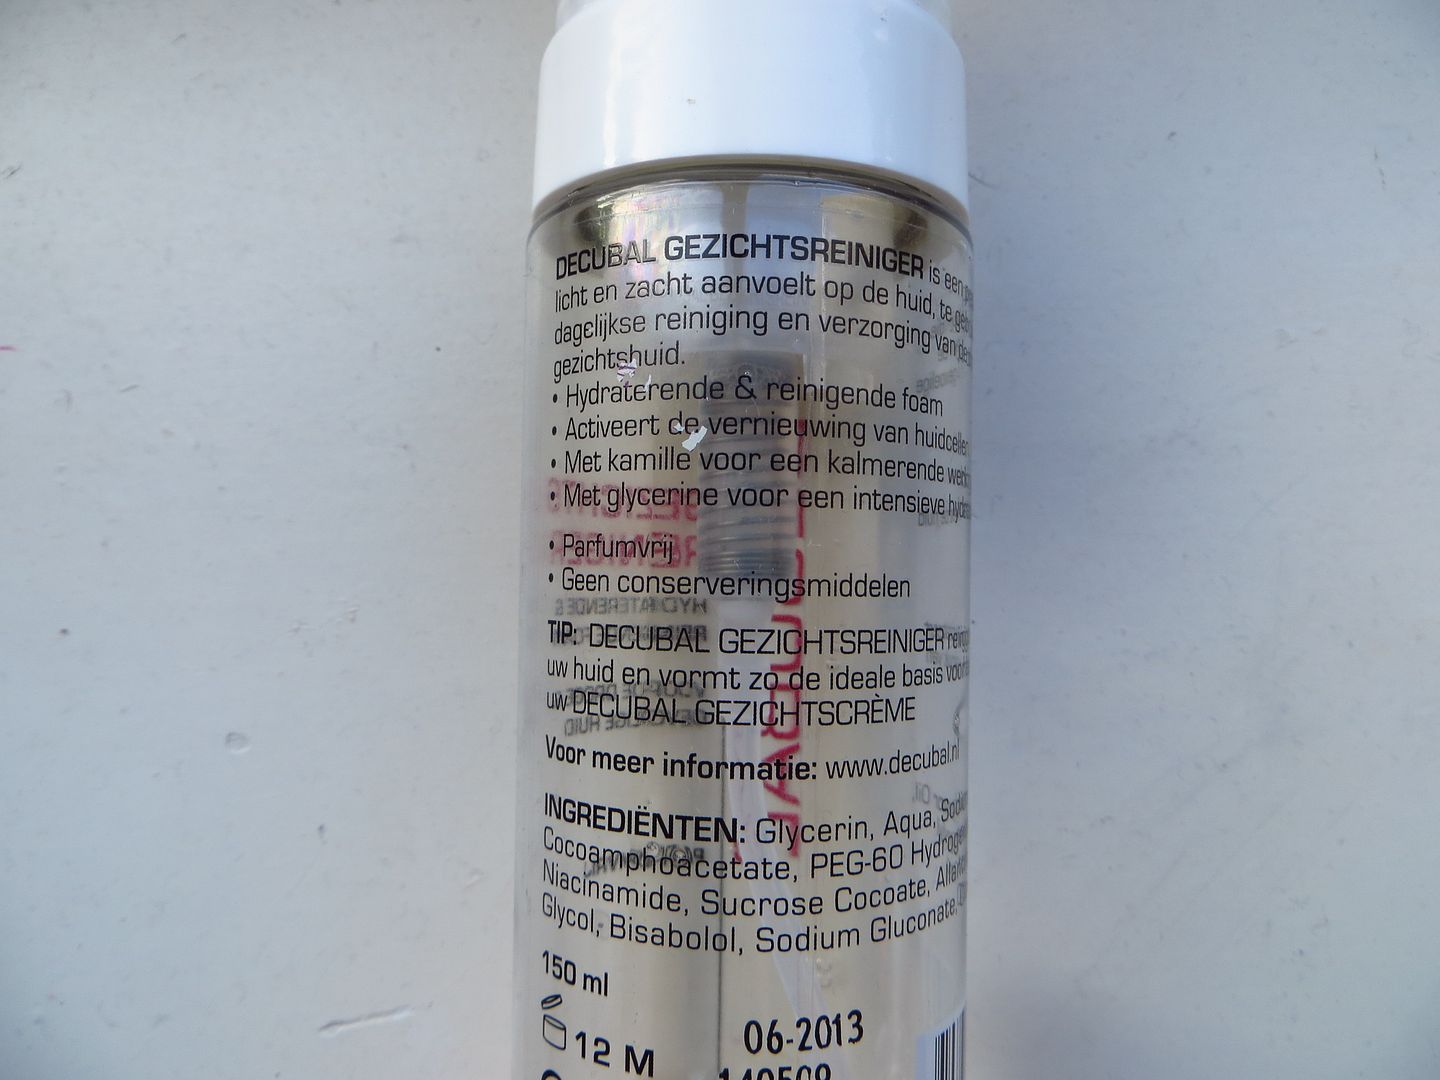 DECUBAL GEZICHTSREINIGER is een
licht en zacht aanvoelt op de huid, te
dagelijkse reiniging en verzorging van
gezichtshuid.
• Hydraterende & reinigende foam
• Activeert de vernieuwing van huidcellen
• Met kamille voor een kalmerende
• Met glycerine voor een intensieve
• Parfumvrij
• Geen conserveringsmiddelen
TIP: DECUBAL GEZICHTSREINIGER
uw huid en vormt zo de ideale basis voor
uw DECUBAL GEZICHTSCRÈME
Voor meer informatie: www.decubal.nl
INGREDIËNTEN: Glycerin, Aqua,
Cocoamphoacetate, PEG-60
Niacinamide, Sucrose Cocoate,
Glycol, Bisabolol, Sodium Gluconate,
150 ml
12 M
06-2013